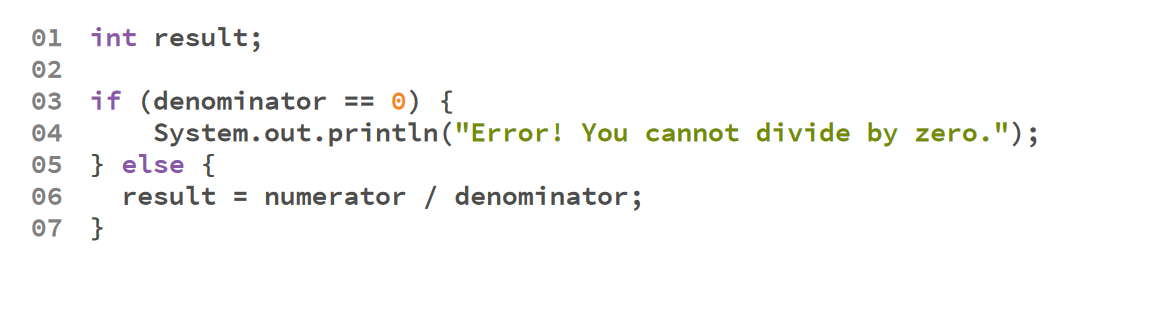 01 int result;
02
03 if (denominator == 0) {
04     System.out.println("Error! You cannot divide by zero.");
05 } else {
06   result = numerator / denominator;
07 }